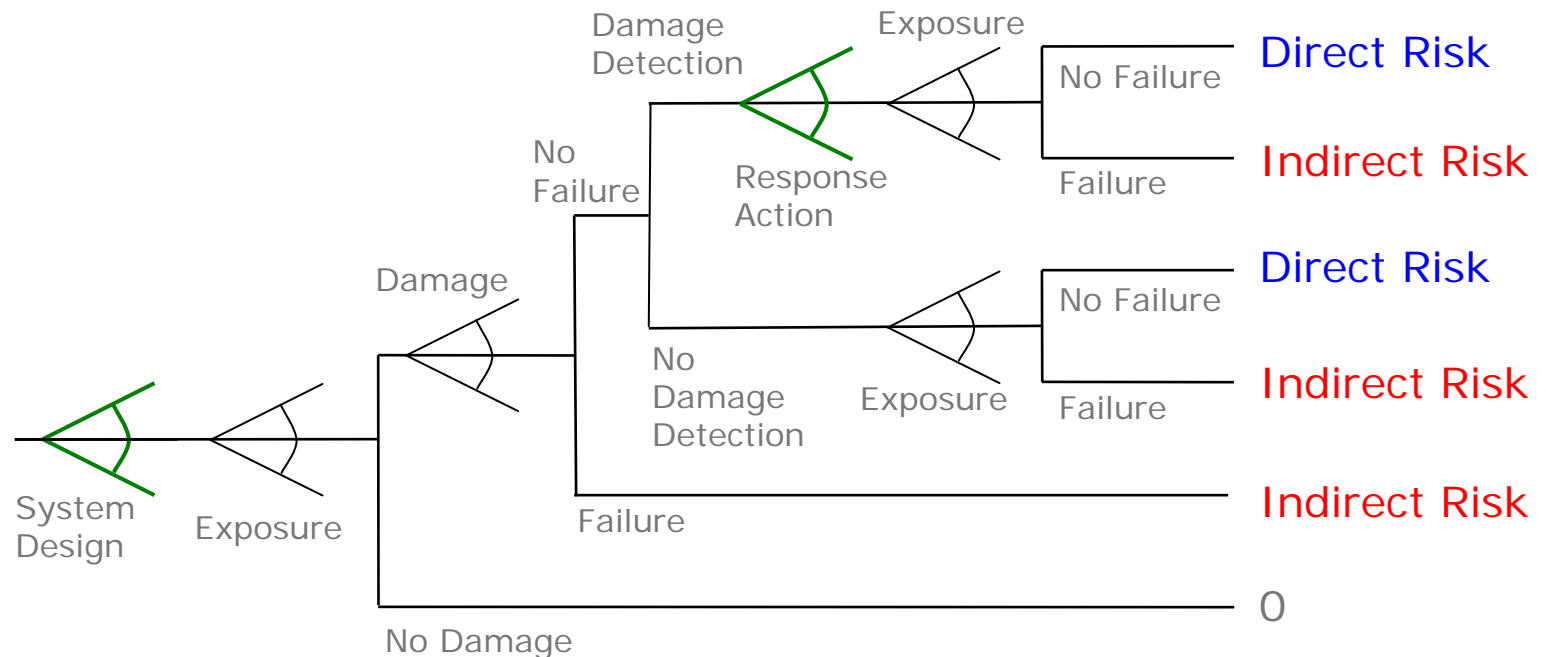 Damage
Detection
Exposure
Direct Risk
No Failure
No
Failure
Response
Action
Indirect Risk
Failure
Damage
Direct Risk
No Failure
No
Damage
Detection
Exposure
Indirect Risk
Failure
System
Design
Exposure
Failure
Indirect Risk
No Damage
0